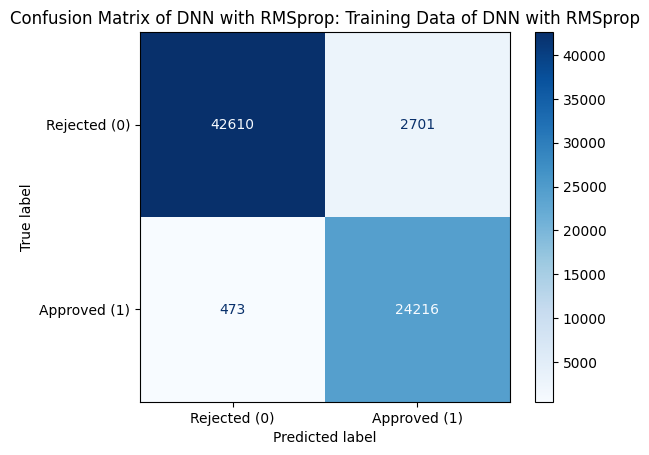 Confusion Matrix of DNN with RMSprop: Training Data of DNN with RMSprop
True label
Rejected (0)
42610
2701
Approved (1)
473
24216
Rejected (0)
Approved (1)
Predicted label
40000
35000
30000
25000
20000
15000
10000
5000